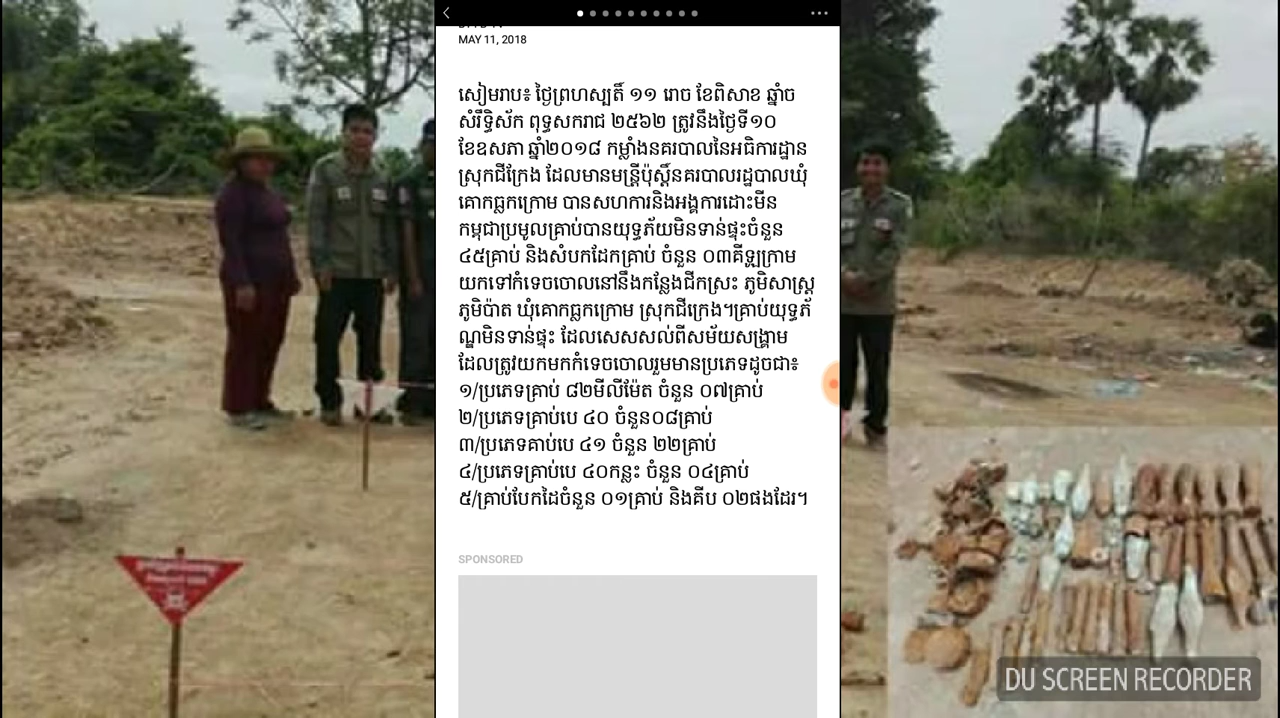 MAY 11, 2018
សៀមរាប៖ ថ្ងៃព្រហស្បតិ៍ ១១ រោច ខែពិសាខ ឆ្នាំច
សំរឹទ្ធិស័ក ពុទ្ធសករាជ ២៥៦២ ត្រូវនឹងថ្ងៃទី១០
ខែឧសភា ឆ្នាំ២០១៨ កម្លាំងនគរបាលនៃអធិការដ្ឋាន
ស្រុកជីក្រែង ដែលមានមន្ត្រីប៉ុស្តិ៍នគរបាលរដ្ឋបាលឃុំ
គោកធ្លកក្រោម បានសហការនិងអង្គការដោះមីន
កម្ពុជាប្រមូលគ្រាប់បានយុទ្ធភ័យមិនទាន់ផ្ទុះចំនួន
៤៥គ្រាប់ និងសំបកដែកគ្រាប់ ចំនួន ០៣គីឡូក្រាម
យកទៅកំទេចចោលនៅនឹងកន្លែងជីកស្រះ ភូមិសាស្ត្រ
ភូមិប៉ាត ឃុំគោកធ្លកក្រោម ស្រុកជីក្រែង។គ្រាប់យុទ្ធភ័
ណ្ឌមិនទាន់ផ្ទុះ ដែលសេសសល់ពីសម័យសង្គ្រាម
ដែលត្រូវយកមកកំទេចចោលរួមមានប្រភេទដូចជា៖
១/ប្រភេទគ្រាប់ ៨២មីលីម៉ែត ចំនួន ០៧គ្រាប់
២/ប្រភេទគ្រាប់បេ ៤០ ចំនួន០៨គ្រាប់
៣/ប្រភេទគាប់បេ ៤១ ចំនួន ២២គ្រាប់
៤/ប្រភេទគ្រាប់បេ ៤០កន្លះ ចំនួន ០៤គ្រាប់
៥/គ្រាប់បែកដៃចំនួន ០១គ្រាប់ និងគីប ០២ផងដែរ។
SPONSORED
DU SCREEN RECORDER